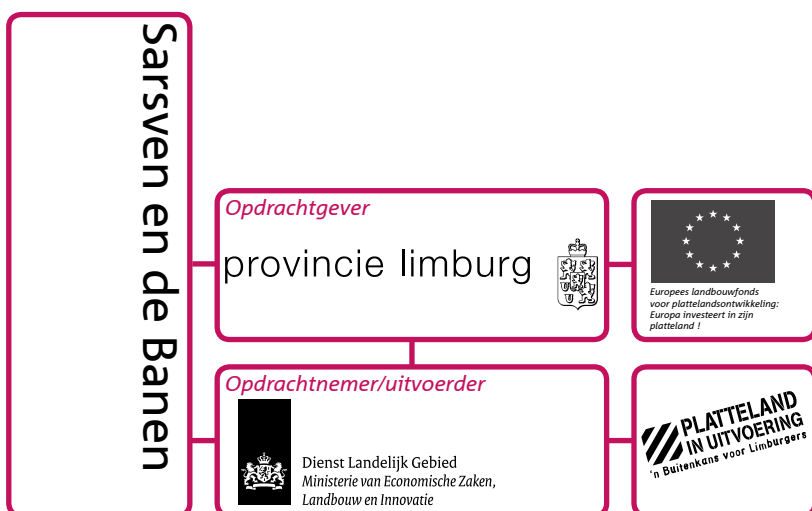 Sarsven en de Banen
Opdrachtgever
provincie limburg
Europees landbouwfonds
voor plattelandsontwikkeling:
Europa investeert in zijn
platteland !
Opdrachtnemer/uitvoerder
Dienst Landelijk Gebied
Ministerie van Economische Zaken,
Landbouw en Innovatie
PLATTELAND
IN UITVOERING
'n Buitenkans voor Limburgers